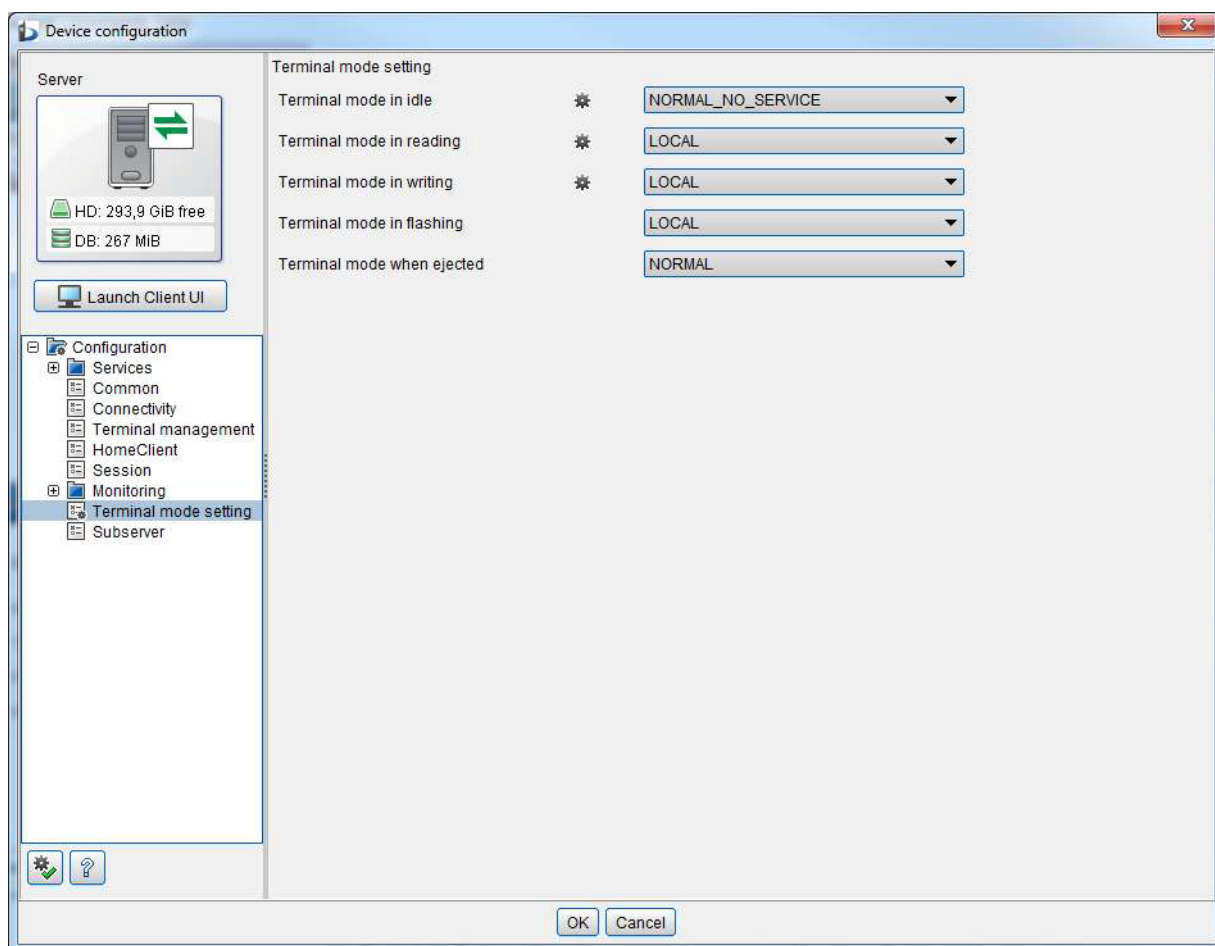 Device configuration
Server
HD: 293,9 GiB free
DB: 267 MiB
Launch Client UI
Configuration
Services
Common
Connectivity
Terminal management
HomeClient
Session
Monitoring
Terminal mode setting
Subserver
Terminal mode setting
Terminal mode in idle NORMAL_NO_SERVICE
Terminal mode in reading LOCAL
Terminal mode in writing LOCAL
Terminal mode in flashing LOCAL
Terminal mode when ejected NORMAL
?
OK Cancel